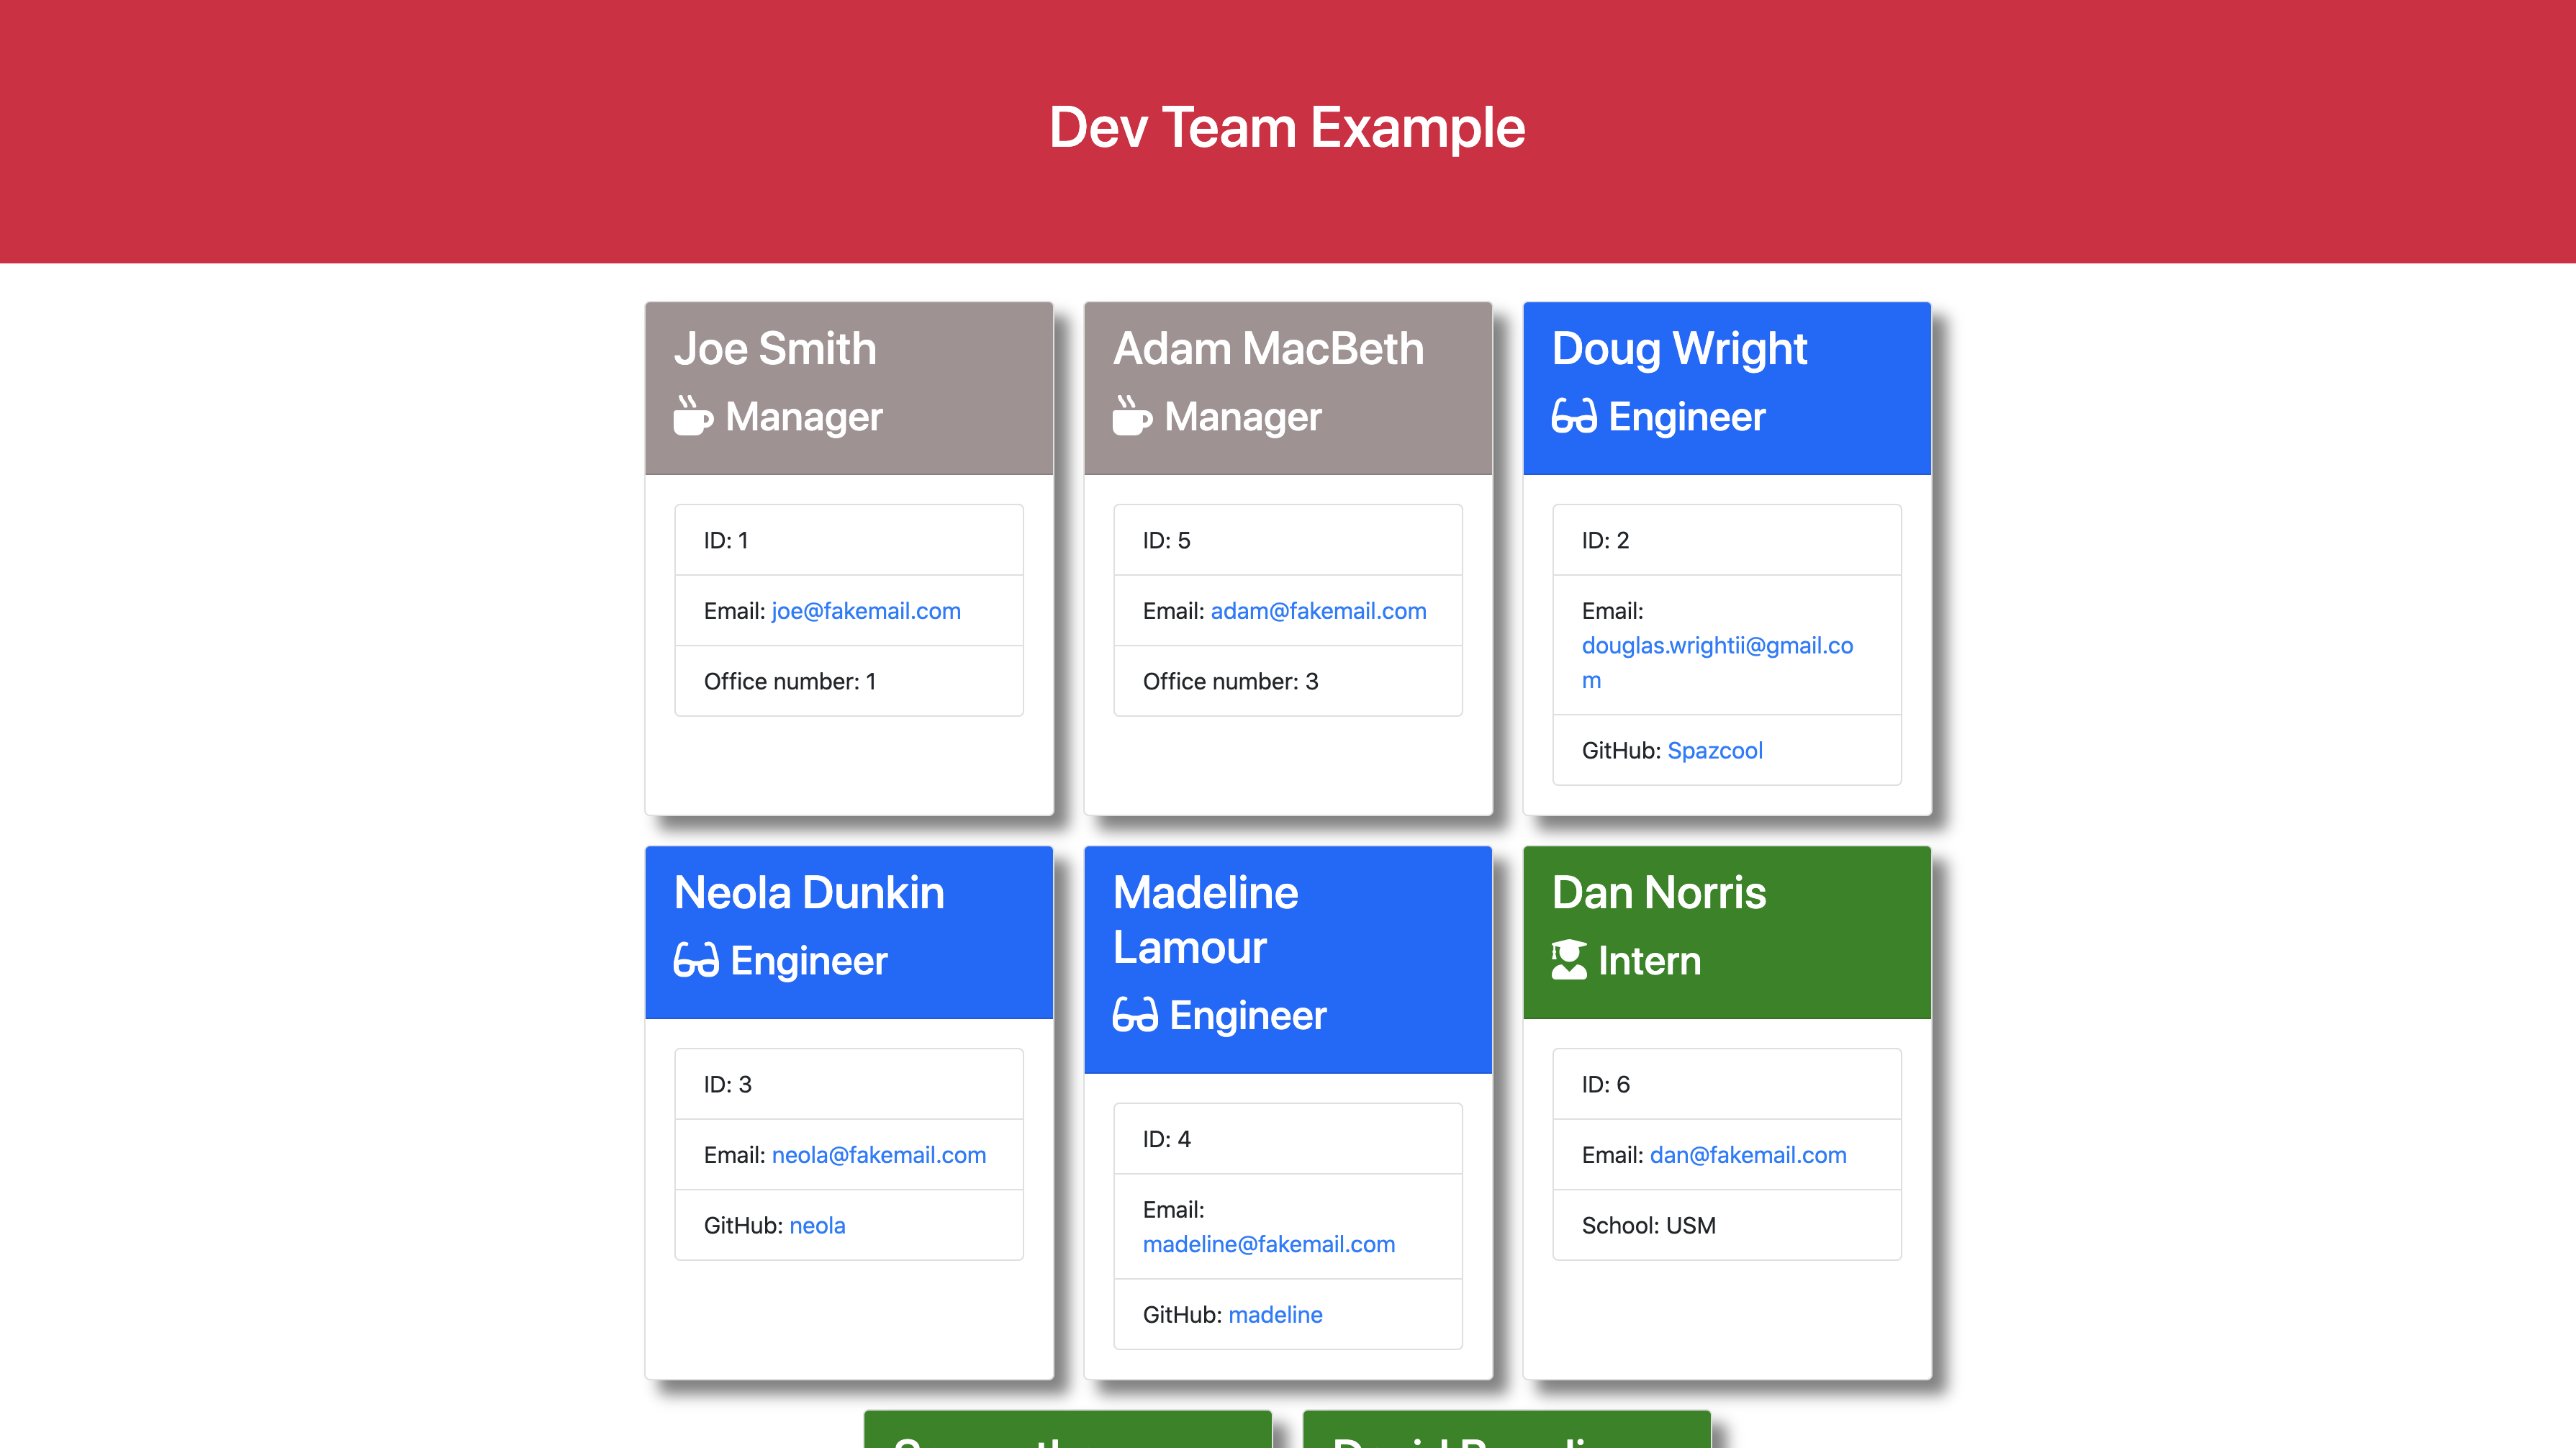 Dev Team Example
Joe Smith
Manager
ID: 1
Email: joe@fakemail.com
Office number: 1
Adam MacBeth
Manager
ID: 5
Email: adam@fakemail.com
Office number: 3
Doug Wright
Engineer
ID: 2
Email:
douglas.wrightii@gmail.co
m
GitHub: Spazcool
Neola Dunkin
Engineer
ID: 3
Email: neola@fakemail.com
GitHub: neola
Madeline
Lamour
Engineer
ID: 4
Email:
madeline@fakemail.com
GitHub: madeline
Dan Norris
Intern
ID: 6
Email: dan@fakemail.com
School: USM